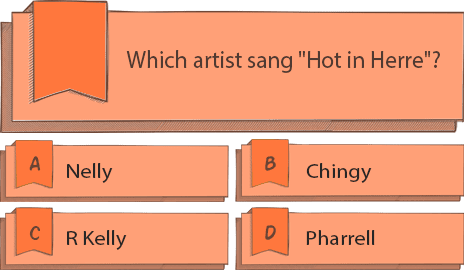 Which artist sang "Hot in Herre"?
A Nelly
B Chingy
C R Kelly
D Pharrell